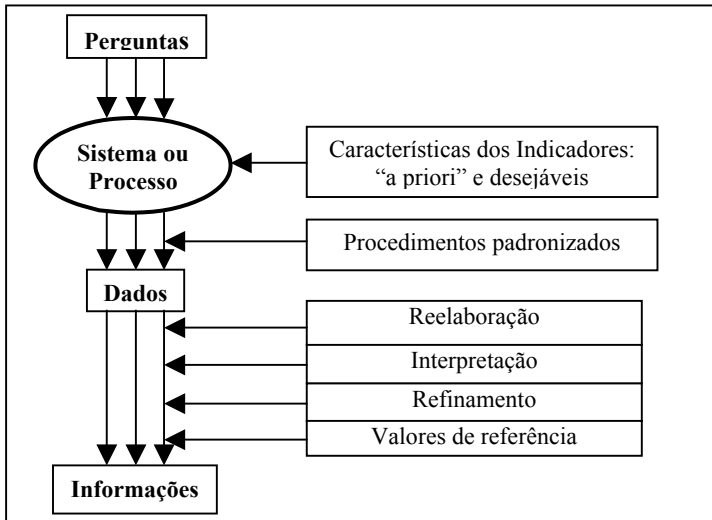 Perguntas
Sistema ou
Processo
Características dos Indicadores:
“a priori” e desejáveis
Procedimentos padronizados
Dados
Reelaboração
Interpretação
Refinamento
Valores de referência
Informações